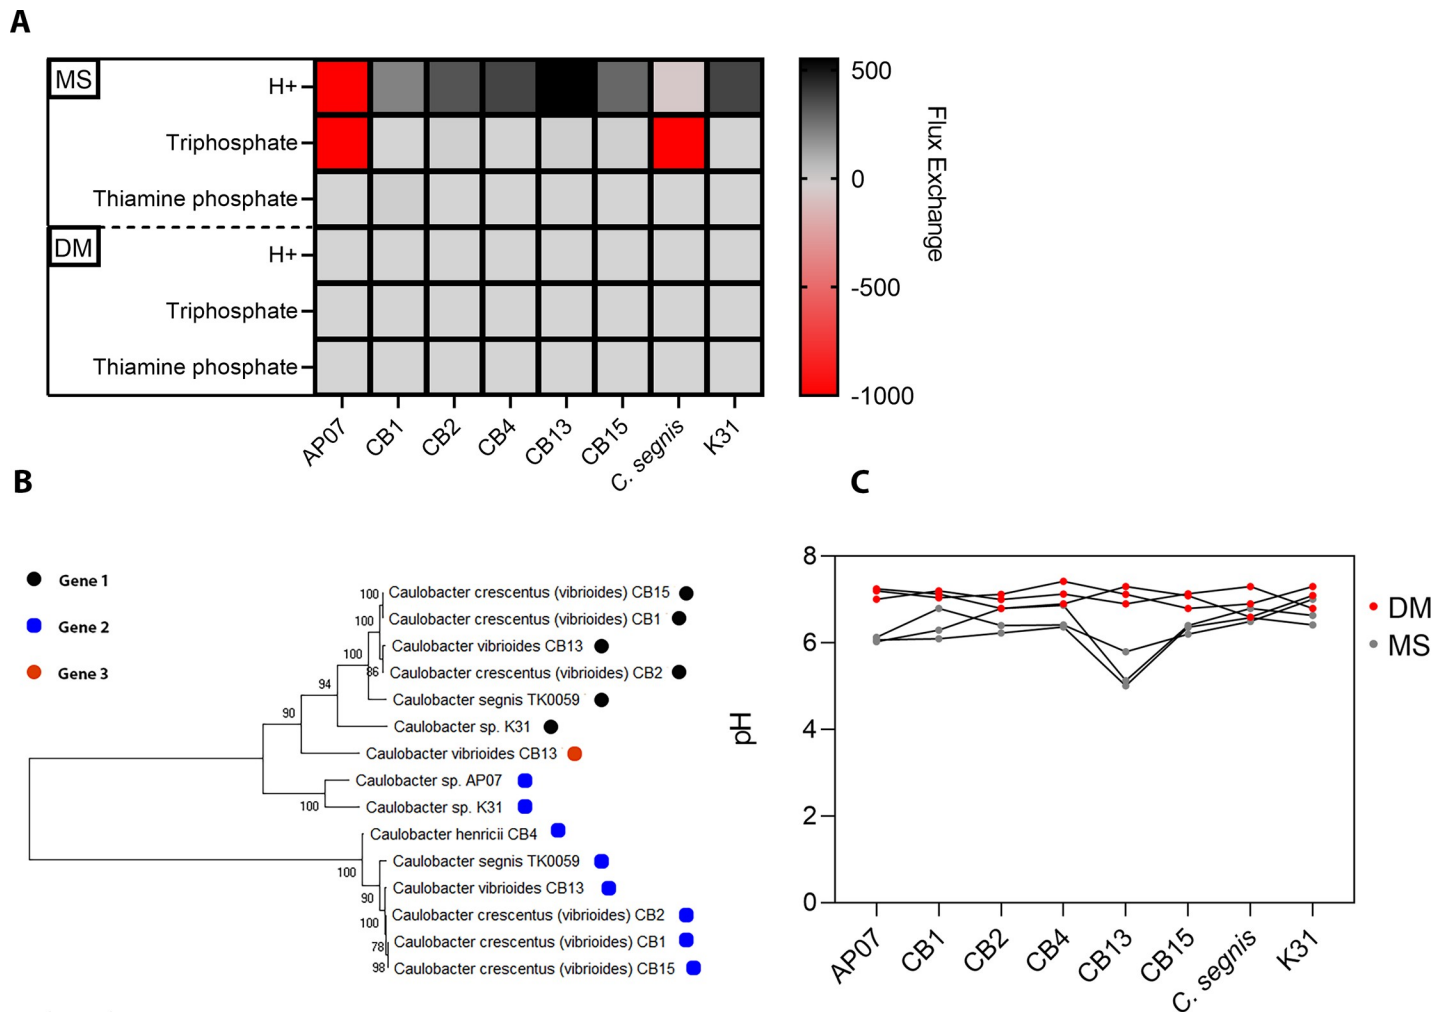 A
MS
H+
Triphosphate
Thiamine phosphate
DM
H+
Triphosphate
Thiamine phosphate
AP07
CB1
CB2
CB4
CB13
CB15
C. segnis
K31
500
0
-500
-1000
Flux Exchange
B
Gene 1
Gene 2
Gene 3
100
Caulobacter crescentus (vibrioides) CB15
100
Caulobacter crescentus (vibrioides) CB1
Caulobacter vibrioides CB13
100
86
Caulobacter crescentus (vibrioides) CB2
94
Caulobacter segnis TK0059
90
Caulobacter sp. K31
Caulobacter vibrioides CB13
Caulobacter sp. AP07
100
Caulobacter sp. K31
Caulobacter henricii CB4
Caulobacter segnis TK0059
100
Caulobacter vibrioides CB13
90
Caulobacter crescentus (vibrioides) CB2
100
Caulobacter crescentus (vibrioides) CB1
78
98
Caulobacter crescentus (vibrioides) CB15
C
8
6
4
2
0
pH
AP07
CB1
CB2
CB4
CB13
CB15
C. segnis
K31
DM
MS